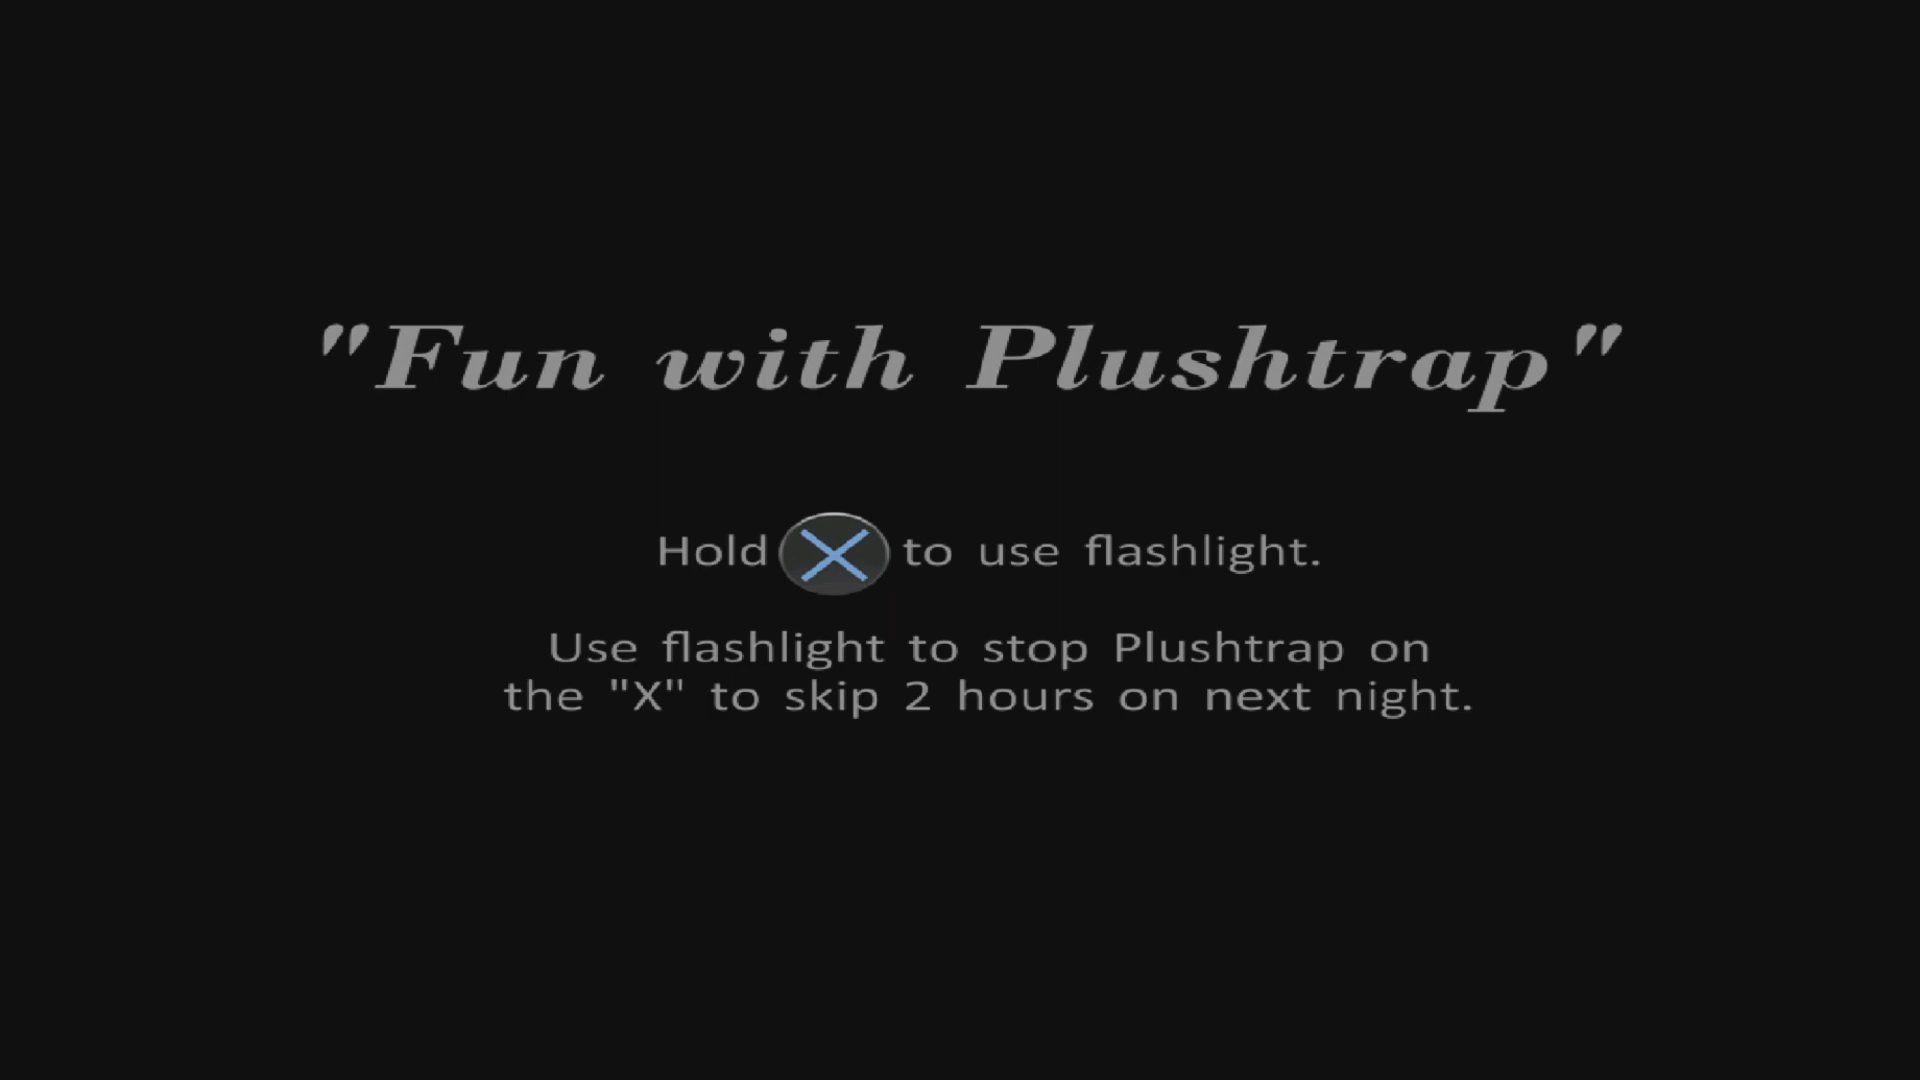 "Fun with Plushtrap"
Hold X to use flashlight.
Use flashlight to stop Plushtrap on
the "X" to skip 2 hours on next night.